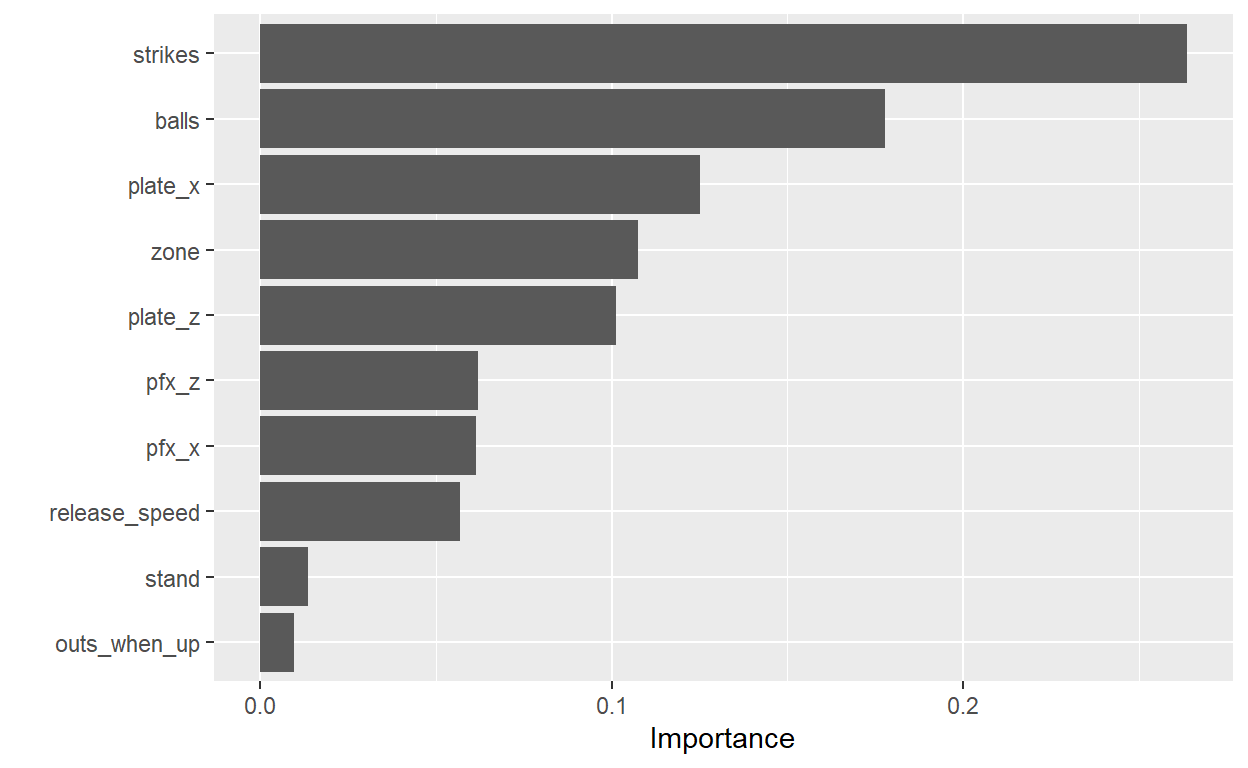 strikes
balls
plate_x
zone
plate_z
pfx_z
pfx_x
release_speed
stand
outs_when_up
0.0 0.1 0.2
Importance